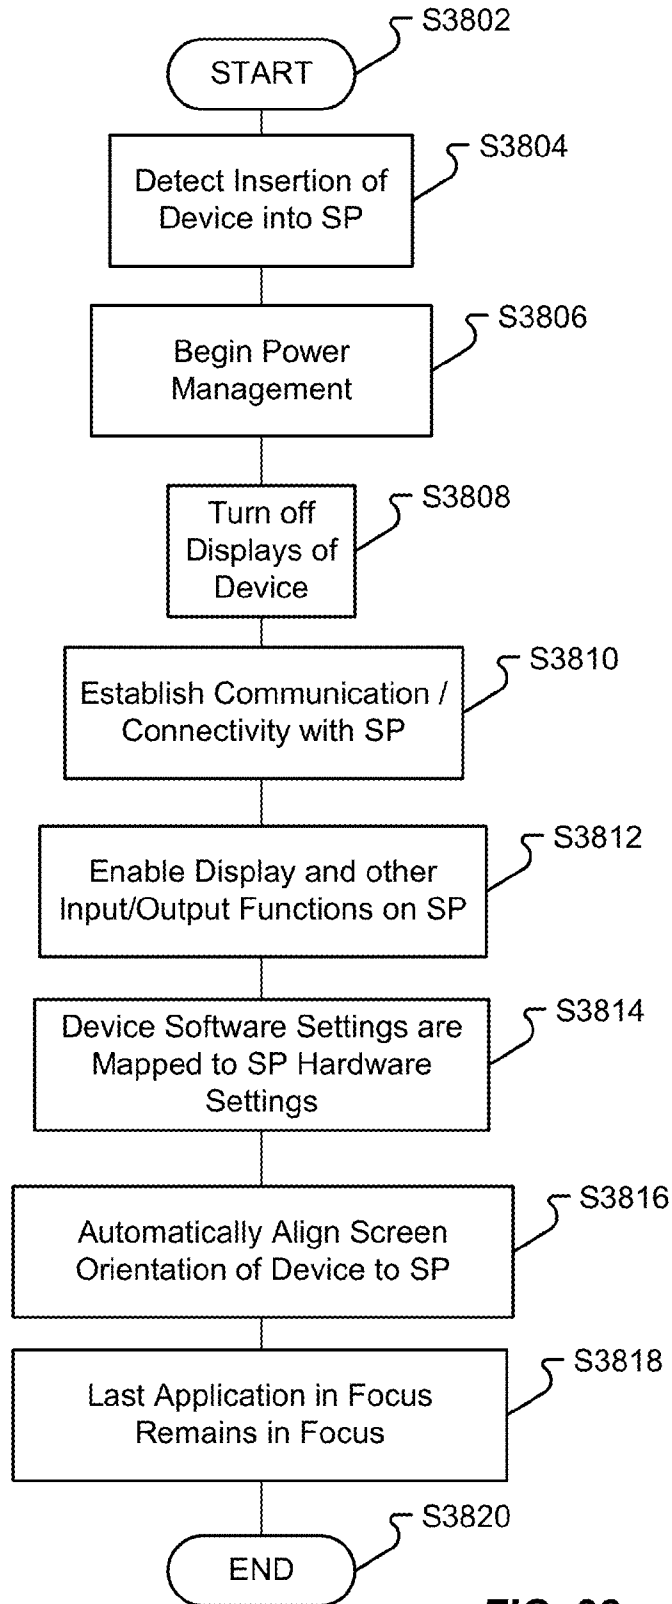 S3802
START
S3804
Detect Insertion of
Device into SP
S3806
Begin Power
Management
S3808
Turn off
Displays of
Device
S3810
Establish Communication /
Connectivity with SP
S3812
Enable Display and other
Input/Output Functions on SP
S3814
Device Software Settings are
Mapped to SP Hardware
Settings
S3816
Automatically Align Screen
Orientation of Device to SP
S3818
Last Application in Focus
Remains in Focus
S3820
END